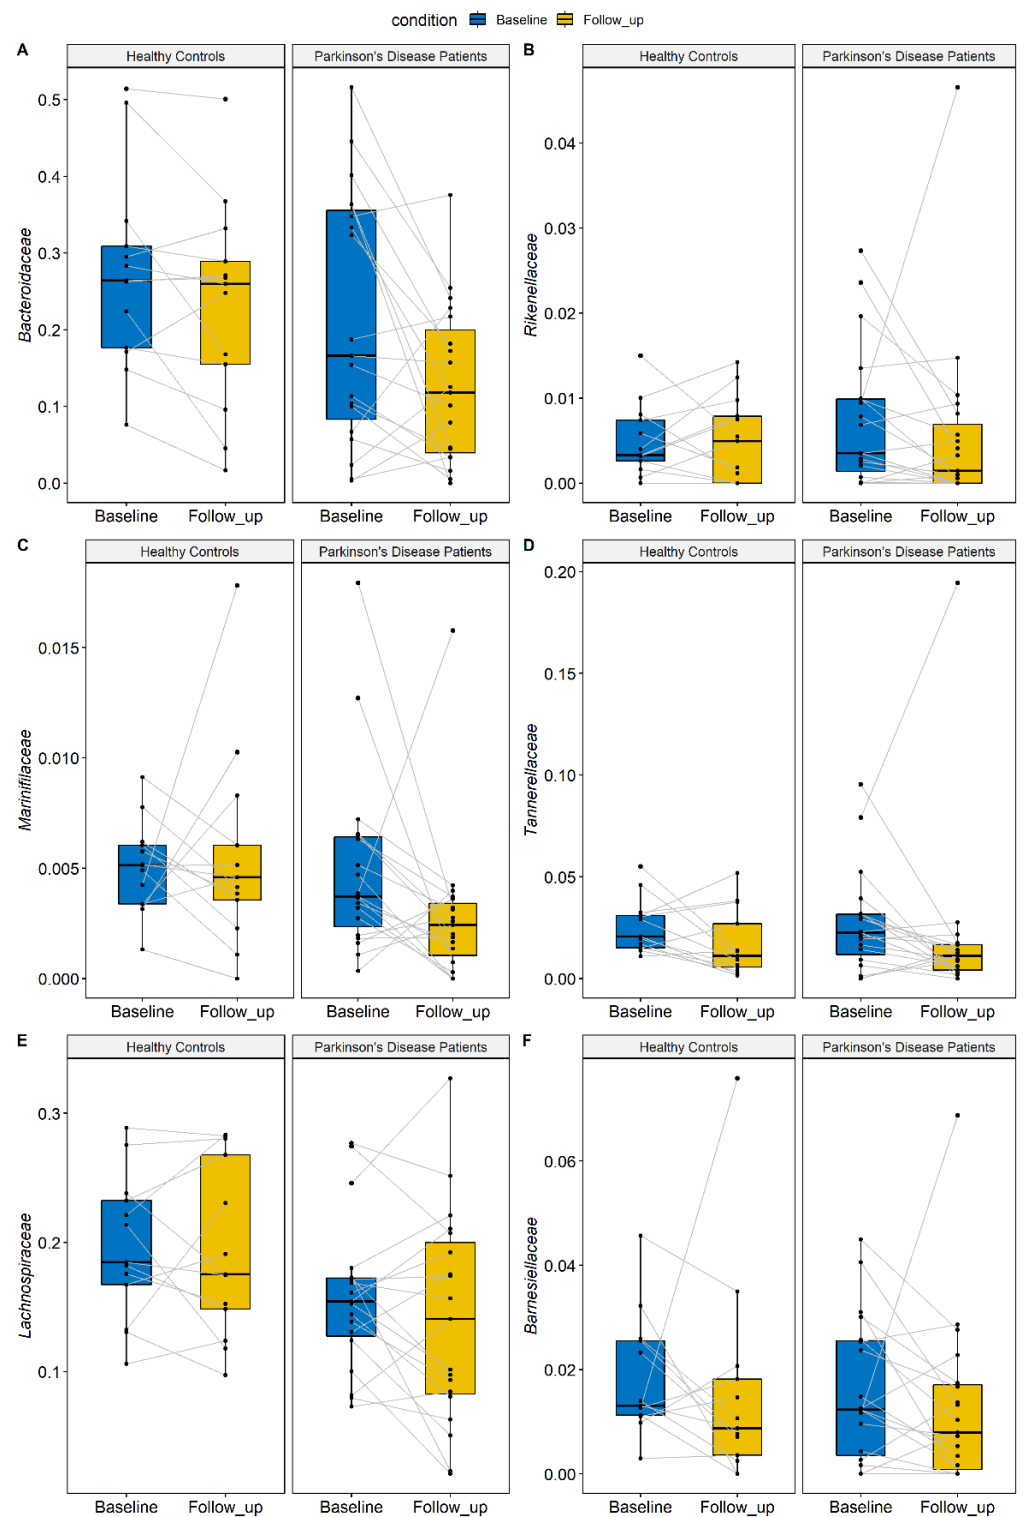 condition Baseline Follow_up
A Healthy Controls Parkinson's Disease Patients B Healthy Controls Parkinson's Disease Patients
Bacteroidaceae
0.5
0.4
0.3
0.2
0.1
0.0
Baseline Follow_up Baseline Follow_up
Rikenellaceae
0.04
0.03
0.02
0.01
0.00
Baseline Follow_up Baseline Follow_up
C Healthy Controls Parkinson's Disease Patients D Healthy Controls Parkinson's Disease Patients
Marinifilaceae
0.015
0.010
0.005
0.000
Baseline Follow_up Baseline Follow_up
Tannerellaceae
0.20
0.15
0.10
0.05
0.00
Baseline Follow_up Baseline Follow_up
E Healthy Controls Parkinson's Disease Patients F Healthy Controls Parkinson's Disease Patients
Lachnospiraceae
0.3
0.2
0.1
Baseline Follow_up Baseline Follow_up
Barnesiellaceae
0.06
0.04
0.02
0.00
Baseline Follow_up Baseline Follow_up